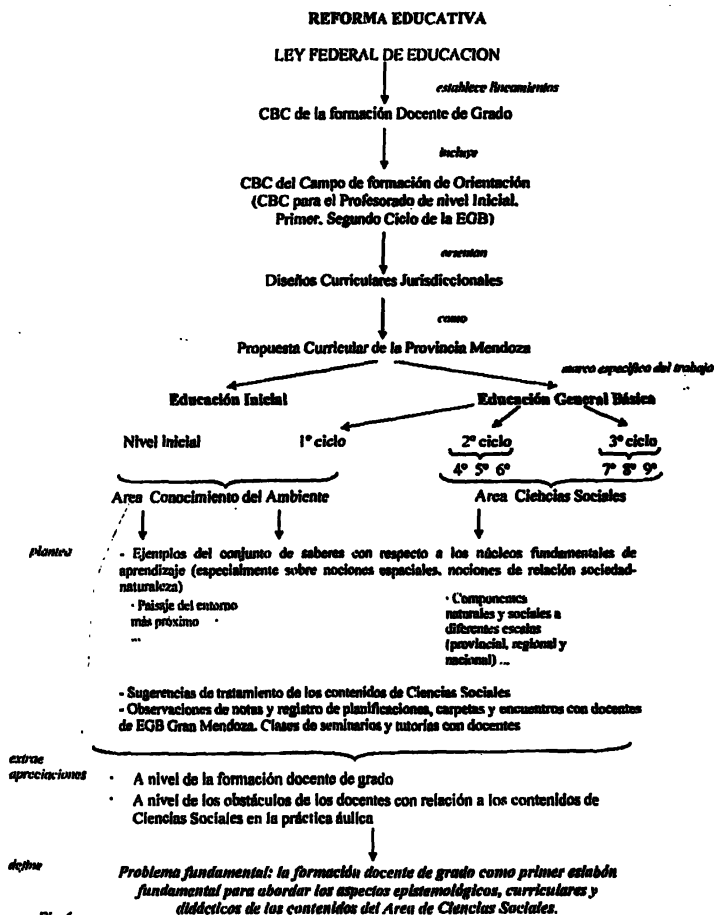 REFORMA EDUCATIVA
LEY FEDERAL DE EDUCACION
establece lineamientos
CBC de la formación Docente de Grado
incluye
CBC del Campo de formación de Orientación
(CBC para el Profesorado de nivel Inicial.
Primer. Segundo Ciclo de la EGB)
orientan
Diseños Curriculares Jurisdiccionales
como
Propuesta Curricular de la Provincia Mendoza
marco específico del trabajo
Educación Inicial
Educación General Básica
Nivel Inicial
1º ciclo
2º ciclo
3º ciclo
4º 5º 6º
7º 8º 9º
Area Conocimiento del Ambiente
Area Ciencias Sociales
plantea
- Ejemplos del conjunto de saberes con respecto a los núcleos fundamentales de
aprendizaje (especialmente sobre nociones espaciales. nociones de relación sociedad-
naturaleza)
· Paisaje del entorno
más próximo
...
· Componentes
naturales y sociales a
diferentes escalas
(provincial, regional y
nacional) ...
- Sugerencias de tratamiento de los contenidos de Ciencias Sociales
- Observaciones de notas y registro de planificaciones, carpetas y encuentros con docentes
de EGB Gran Mendoza. Clases de seminarios y tutorías con docentes
extrae
apreciaciones
· A nivel de la formación docente de grado
· A nivel de los obstáculos de los docentes con relación a los contenidos de
Ciencias Sociales en la práctica áulica
define
Problema fundamental: la formación docente de grado como primer eslabón
fundamental para abordar los aspectos epistemológicos, curriculares y
didácticos de los contenidos del Area de Ciencias Sociales.